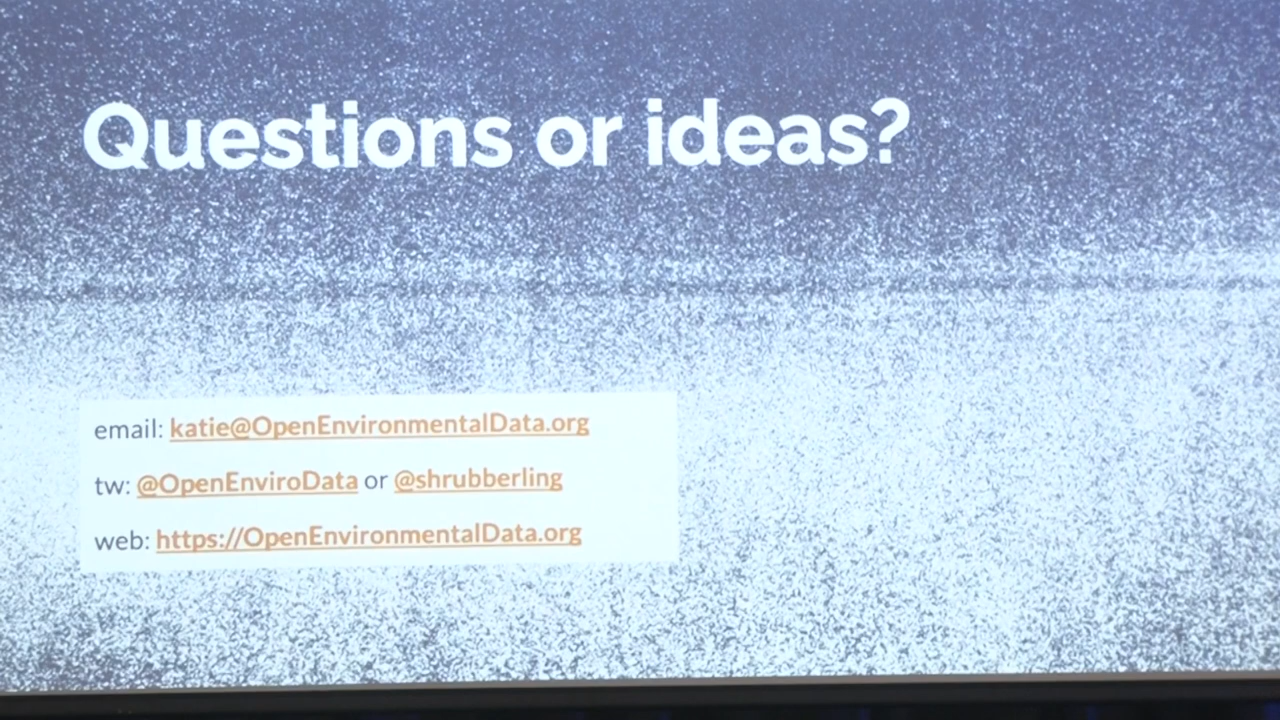 Questions or ideas?
email: katie@OpenEnvironmentalData.org
tw: @OpenEnviroData or @shrubberling
web: https://OpenEnvironmentalData.org